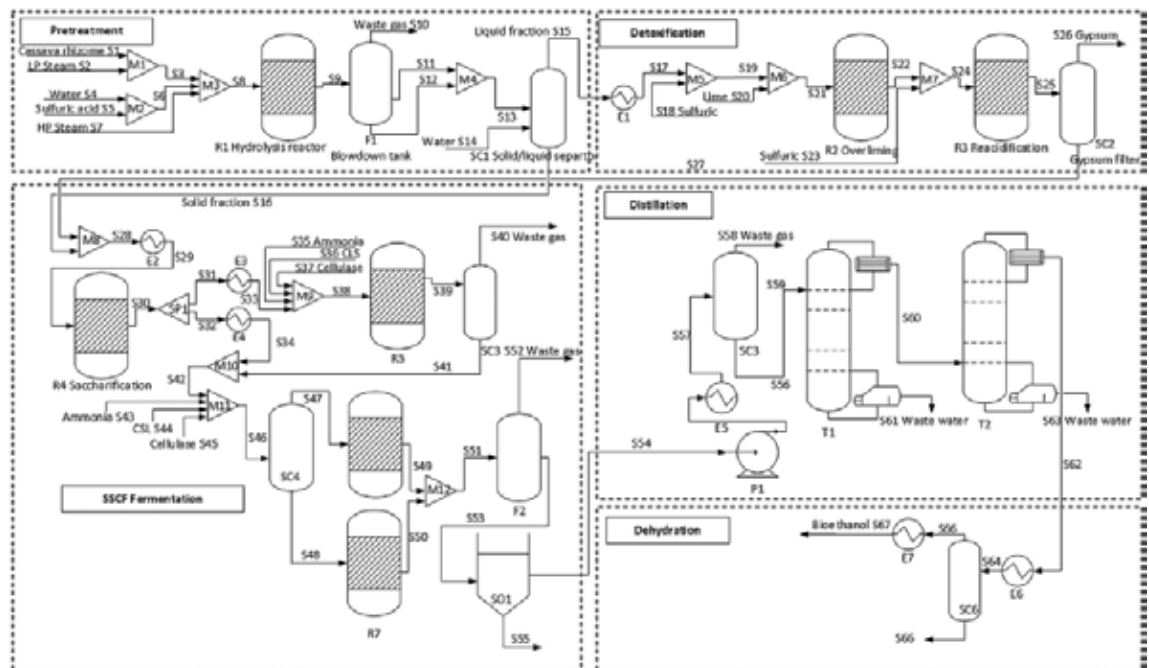 Pretreatment
Waste gas S10
Cassava rhizome S1
LP Steam S2
M1
S3
Water S4
Sulfuric acid S5
M2
S6
HP Steam S7
M3
S8
R1 Hydrolysis reactor
S9
F1
Blowdown tank
S11
S12
M4
S13
Water S14
Liquid fraction S15
SC1 Solid/liquid separto
Detoxification
E1
S17
S18 Sulfuric
M5
S19
Lime S20
M6
S21
R2 Overliming
S22
Sulfuric S23
M7
S24
R3 Reacidification
S25
S26 Gypsum
SC2
Gypsum filter
S27
Solid fraction S16
M8
S28
E2
S29
R4 Saccharification
S30
SP1
S31
S32
E3
E4
S33
S34
S35 Ammonia
S36 CLS
S37 Cellulase
M9
S38
R5
S39
S40 Waste gas
SC3
S41
M10
S42
Ammonia S43
CSL S44
Cellulase S45
M11
S46
SC4
S47
S48
R7
S49
S50
M12
S51
S52 Waste gas
F2
S53
SO1
S55
SSCF Fermentation
Distillation
S54
P1
E5
S57
SC3
S58 Waste gas
S56
S59
T1
S60
S61 Waste water
T2
S63 Waste water
S62
Dehydration
Bioethanol S67
E7
S66
SC6
S64
E6
S66